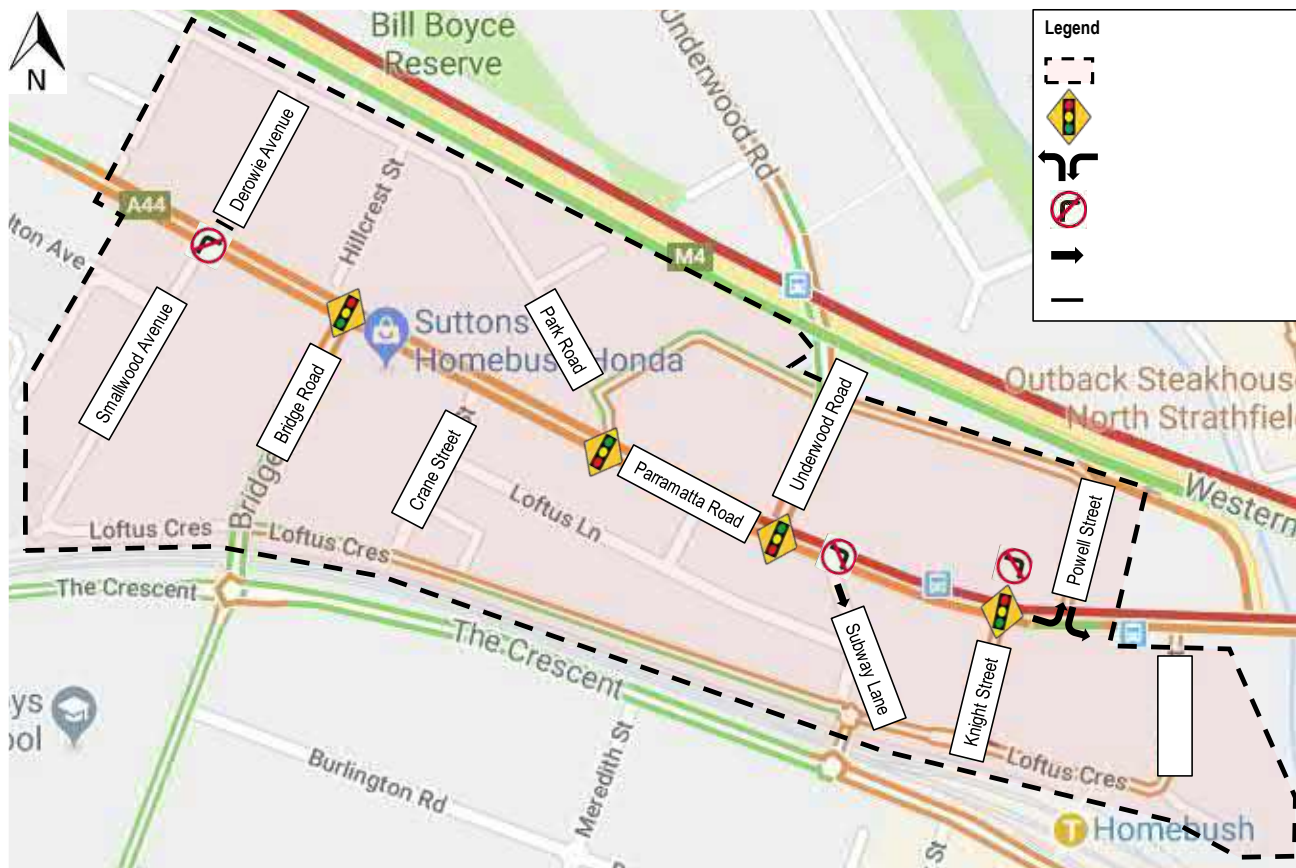 N
Bill Boyce
Reserve
Underwood Rd
Legend
Derowie Avenue
A44
Hillcrest St
lton Ave
M4
Smallwood Avenue
Bridge Road
Suttons
Homebush Honda
Park Road
Outback Steakhouse
North Strathfield
Crane Street
et
Parramatta Road
Underwood Road
Western
Bridge
Loftus Cres
Loftus Cres
Loftus Ln
Powell Street
The Crescent
The Crescent
Subway Lane
Knight Street
Loftus Cres
ys
ol
Burlington Rd
Meredith St
St
T
Homebush